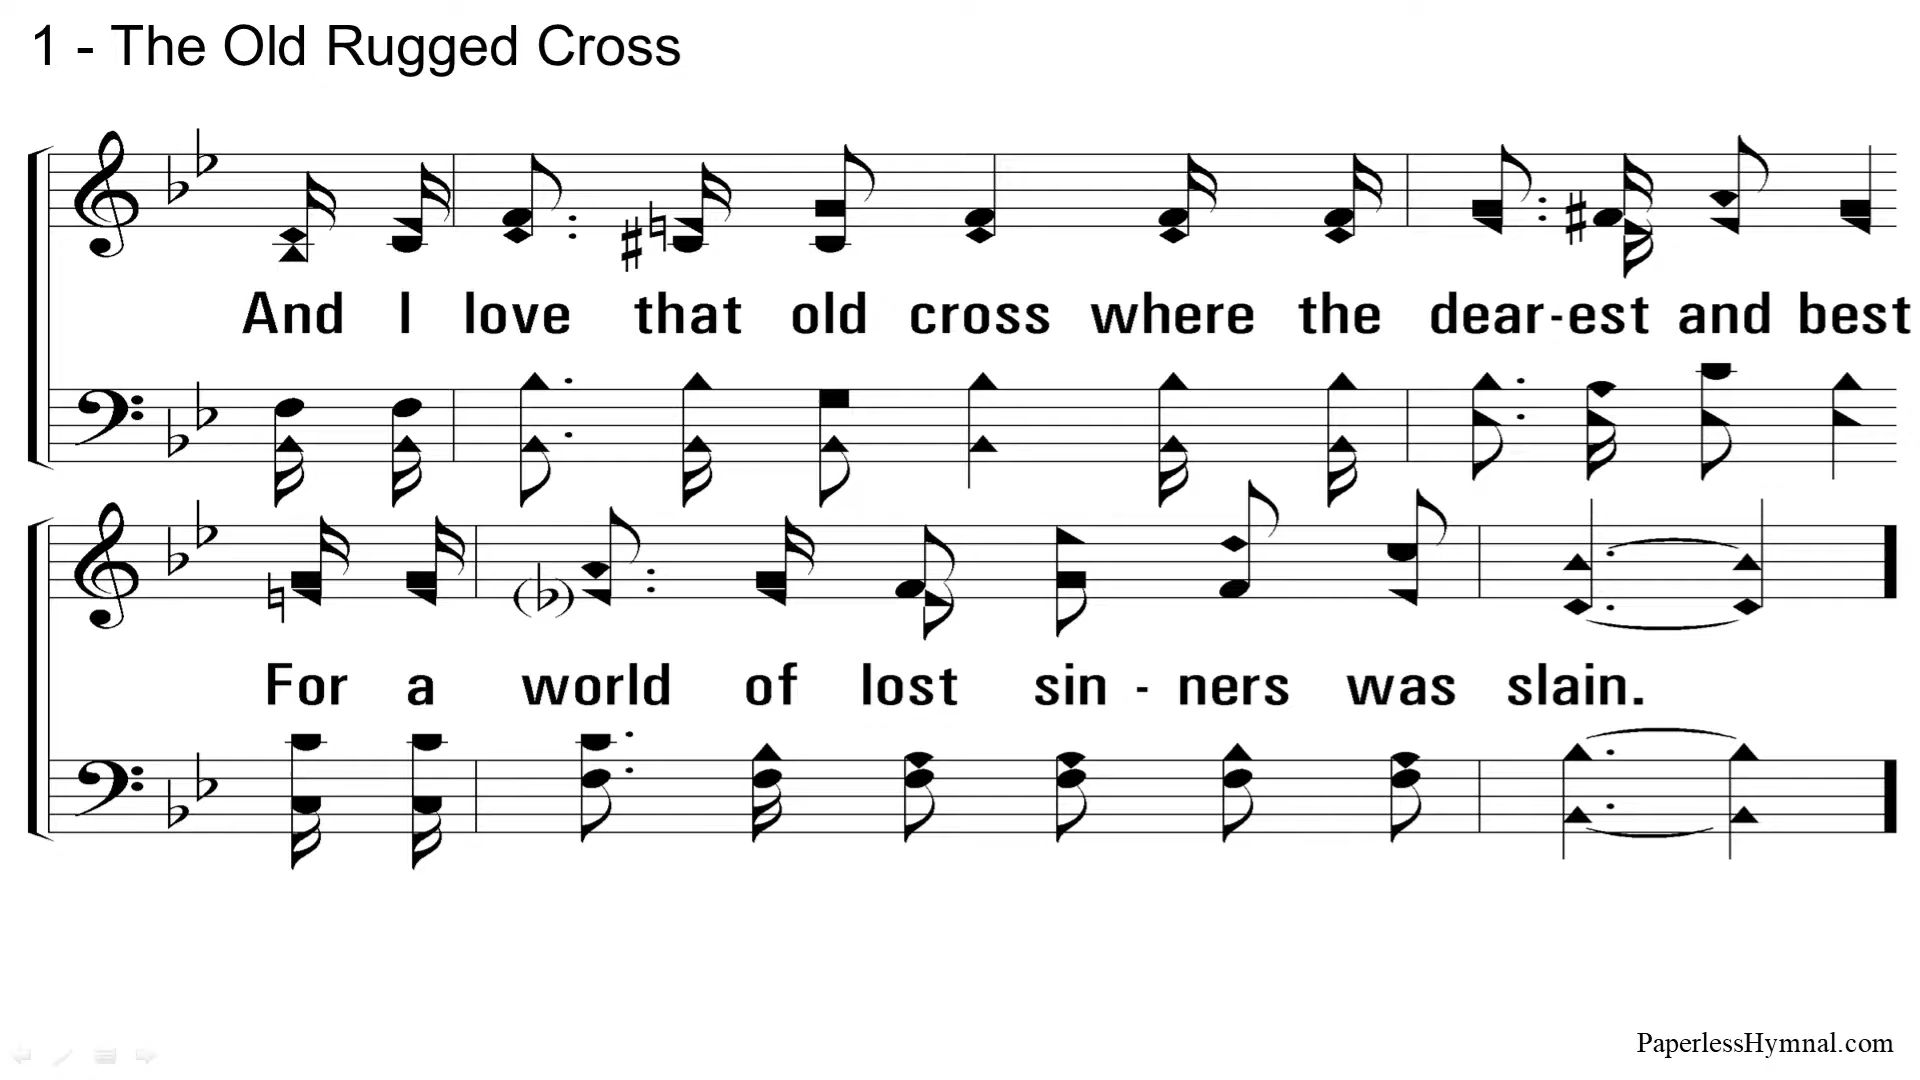 1 - The Old Rugged Cross
And I love that old cross where the dear-est and best
For a world of lost sin - ners was slain.
PaperlessHymnal.com